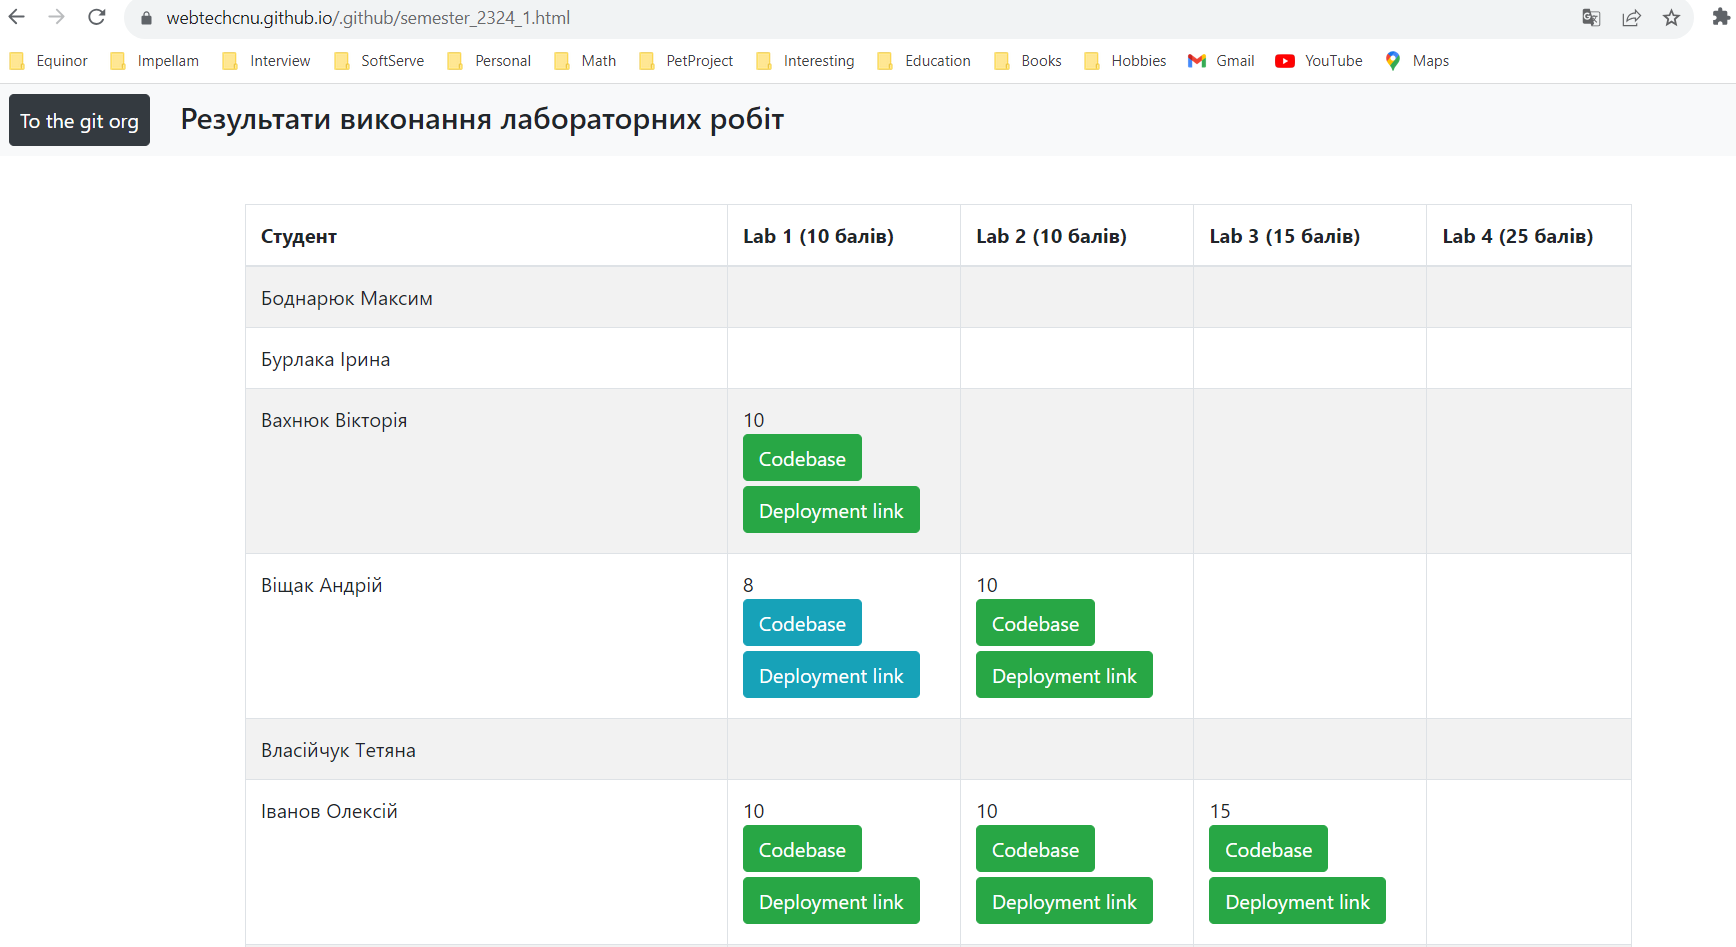 webtechcnu.github.io/.github/semester_2324_1.html
Equinor Impellam Interview SoftServe Personal Math PetProject Interesting Education Books Hobbies Gmail YouTube Maps
To the git org Результати виконання лабораторних робіт
Студент Lab 1 (10 балів) Lab 2 (10 балів) Lab 3 (15 балів) Lab 4 (25 балів)
Боднарюк Максим
Бурлака Ірина
Вахнюк Вікторія 10
Codebase
Deployment link
Віщак Андрій 8 10
Codebase Codebase
Deployment link Deployment link
Власійчук Тетяна
Іванов Олексій 10 10 15
Codebase Codebase Codebase
Deployment link Deployment link Deployment link